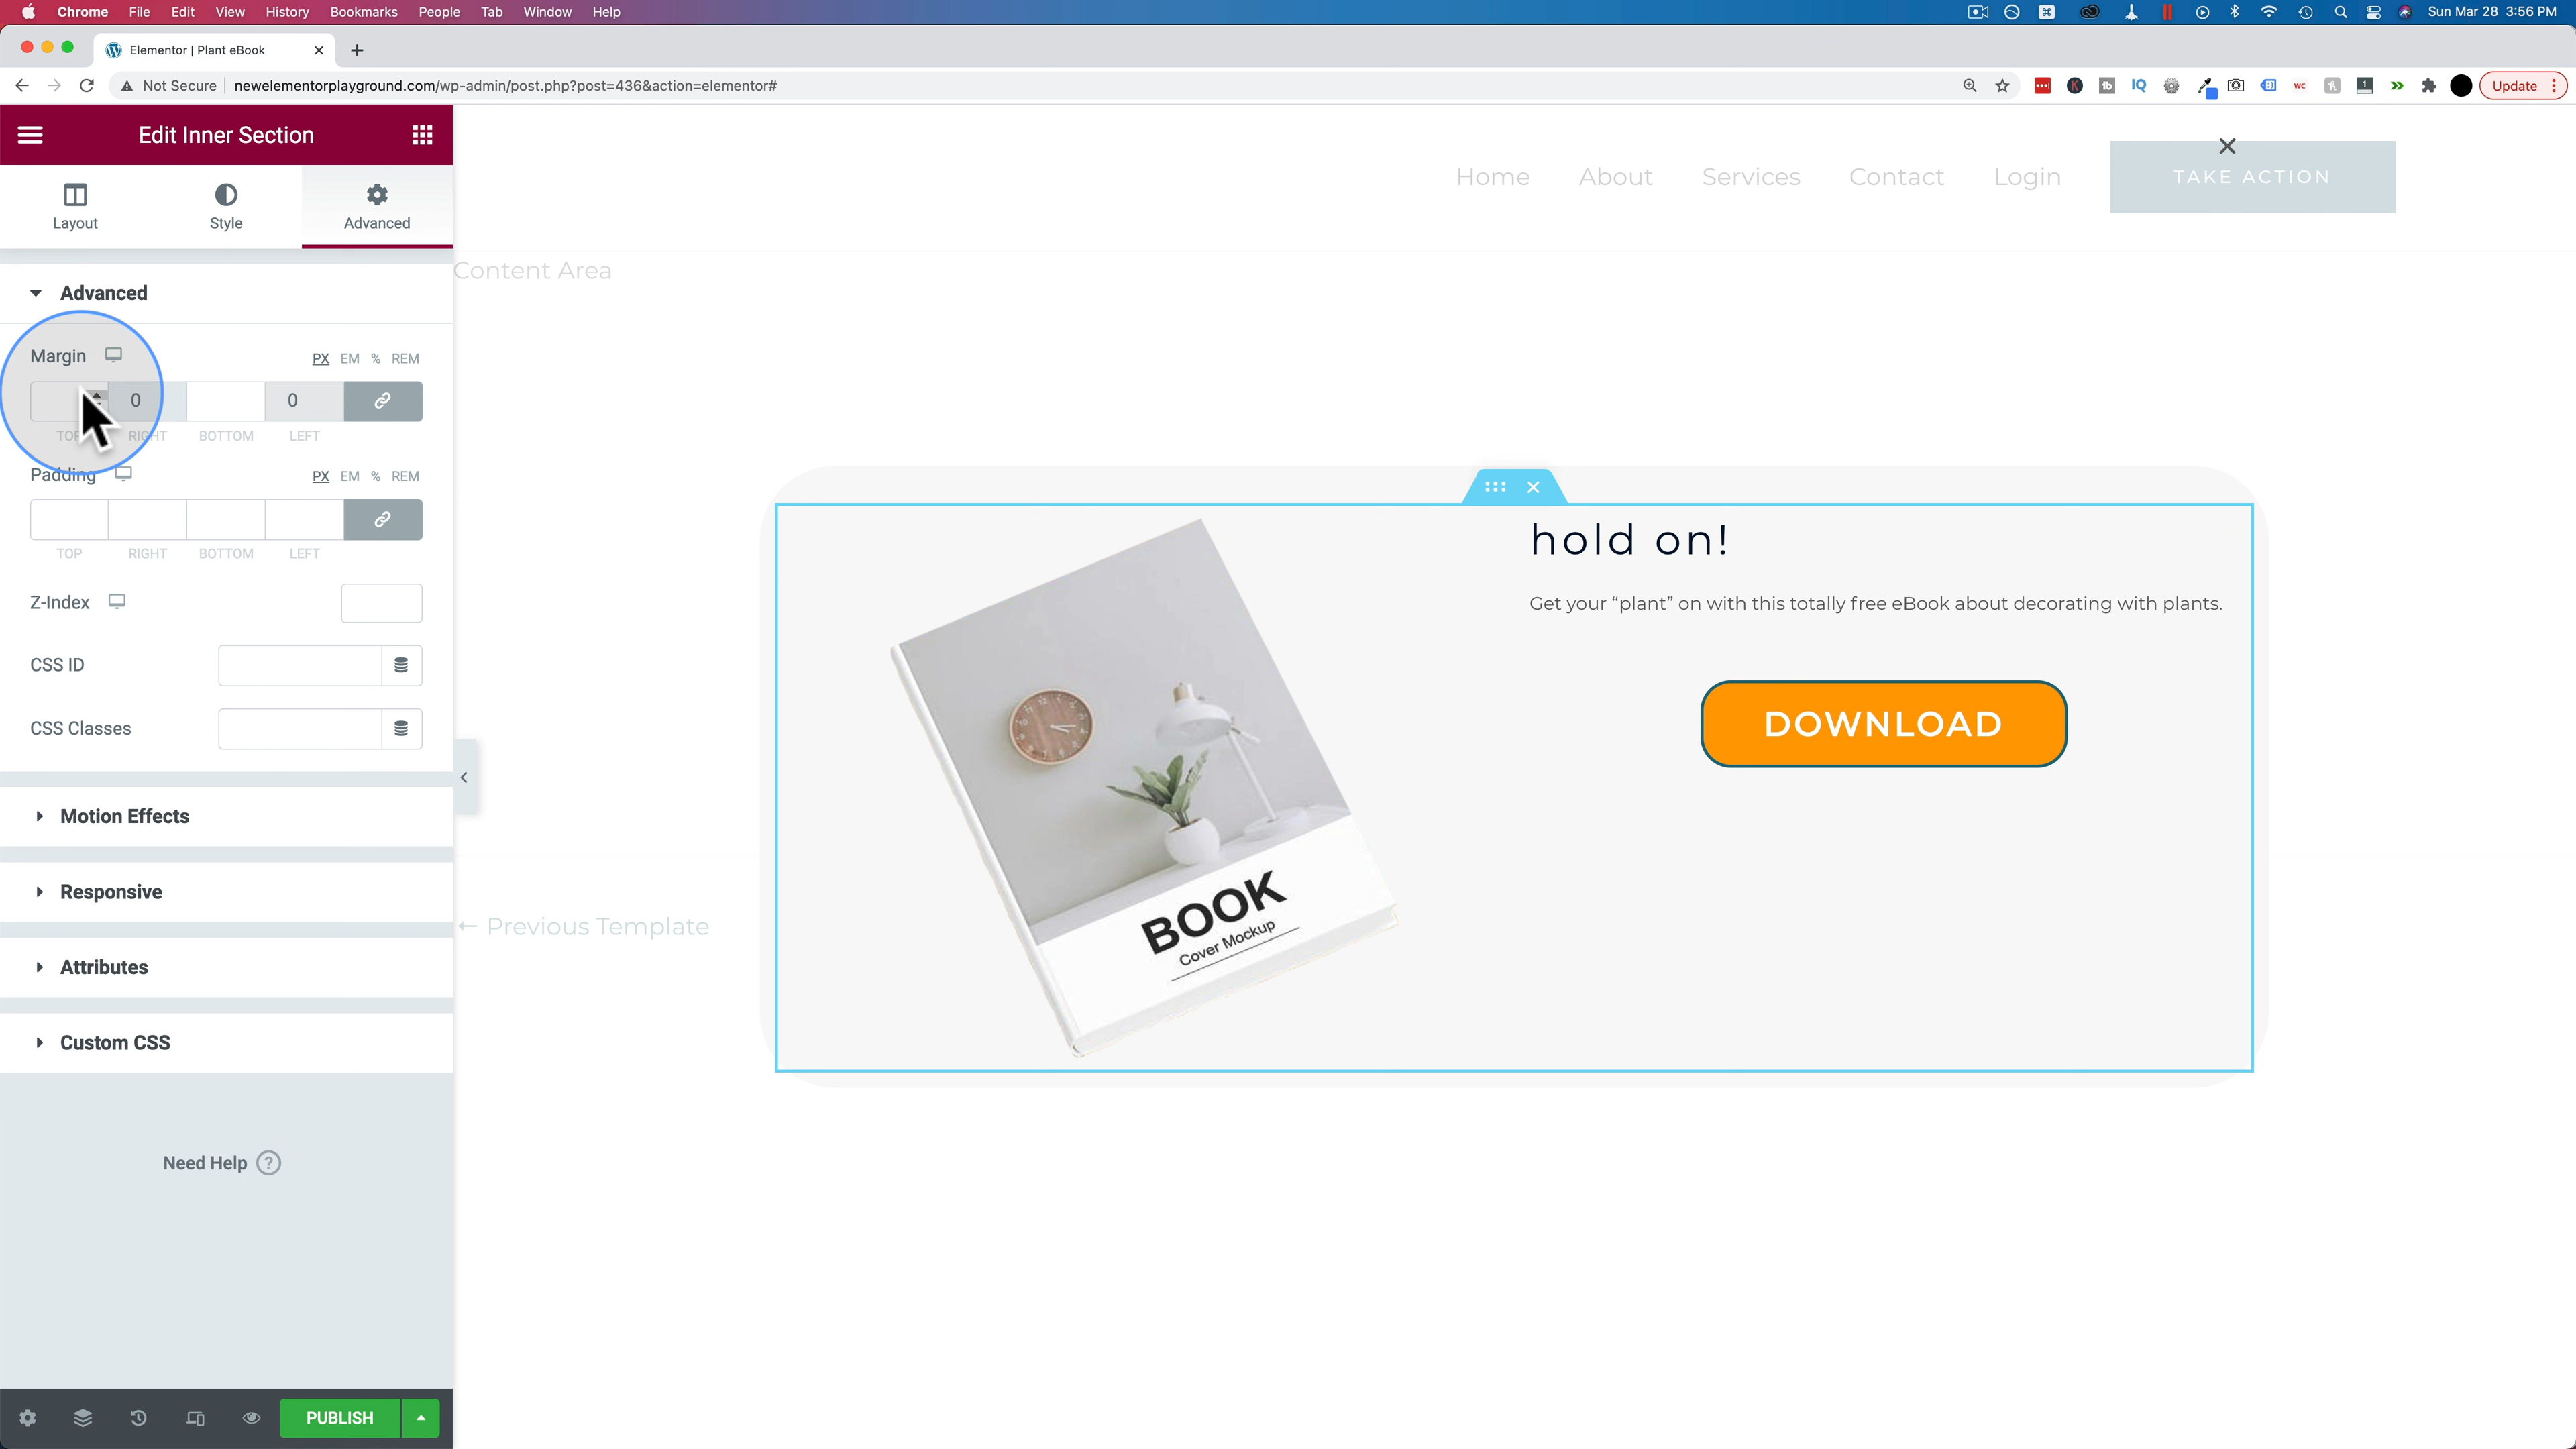 Chrome File Edit View History Bookmarks People Tab Window Help
Sun Mar 28 3:56 PM
Elementor | Plant eBook
Not Secure newelementorplayground.com/wp-admin/post.php?post=436&action=elementor#
Update
Edit Inner Section
Layout Style Advanced
Advanced
Margin PX EM % REM
0 0
TOP RIGHT BOTTOM LEFT
Padding PX EM % REM
TOP RIGHT BOTTOM LEFT
Z-Index
CSS ID
CSS Classes
Motion Effects
Responsive
Attributes
Custom CSS
Need Help ?
PUBLISH
Home About Services Contact Login TAKE ACTION
Content Area
← Previous Template
BOOK
Cover Mockup
hold on!
Get your “plant” on with this totally free eBook about decorating with plants.
DOWNLOAD